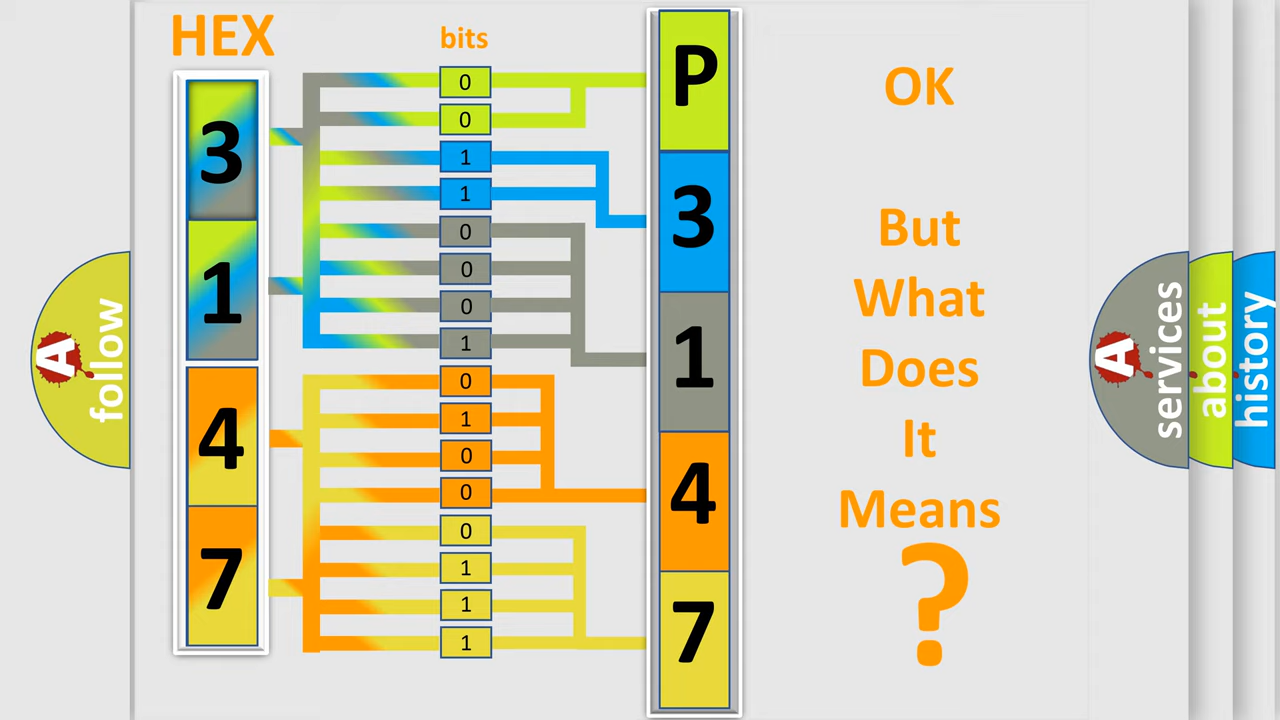 HEX
bits
3
1
4
7
0
0
1
1
0
0
0
1
0
1
0
0
0
1
1
1
P
3
1
4
7
OK
But
What
Does
It
Means
?
A
follow
A
services
about
history